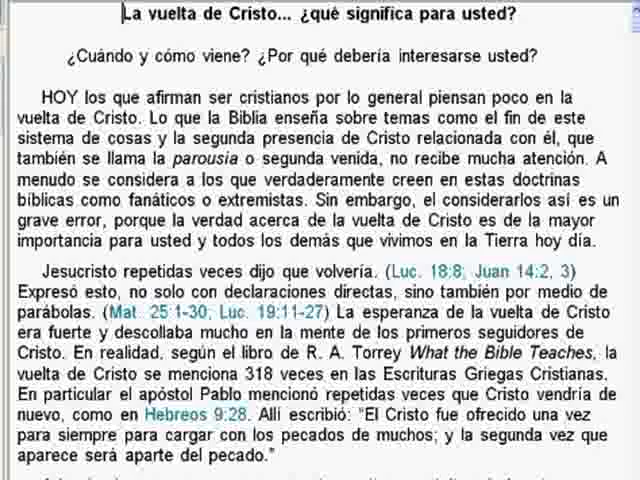 La vuelta de Cristo... ¿qué significa para usted?
¿Cuándo y cómo viene? ¿Por qué debería interesarse usted?
HOY los que afirman ser cristianos por lo general piensan poco en la
vuelta de Cristo. Lo que la Biblia enseña sobre temas como el fin de este
sistema de cosas y la segunda presencia de Cristo relacionada con él, que
también se llama la parousia o segunda venida, no recibe mucha atención. A
menudo se considera a los que verdaderamente creen en estas doctrinas
bíblicas como fanáticos o extremistas. Sin embargo, el considerarlos así es un
grave error, porque la verdad acerca de la vuelta de Cristo es de la mayor
importancia para usted y todos los demás que vivimos en la Tierra hoy día.
Jesucristo repetidas veces dijo que volvería. (Luc. 18:8; Juan 14:2, 3)
Expresó esto, no solo con declaraciones directas, sino también por medio de
parábolas. (Mat. 25:1-30; Luc. 19:11-27) La esperanza de la vuelta de Cristo
era fuerte y descollaba mucho en la mente de los primeros seguidores de
Cristo. En realidad, según el libro de R. A. Torrey What the Bible Teaches, la
vuelta de Cristo se menciona 318 veces en las Escrituras Griegas Cristianas.
En particular el apóstol Pablo mencionó repetidas veces que Cristo vendría de
nuevo, como en Hebreos 9:28. Allí escribió: “El Cristo fue ofrecido una vez
para siempre para cargar con los pecados de muchos; y la segunda vez que
aparece será aparte del pecado.”